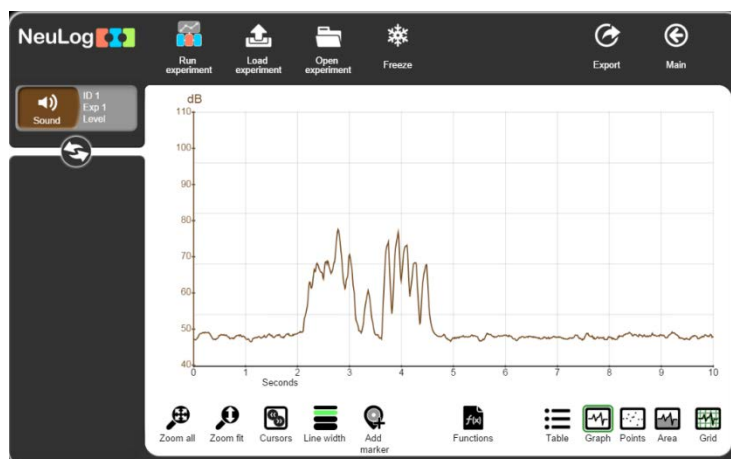 NeuLog
Run
experiment
Load
experiment
Open
experiment
Freeze
Export
Main
Sound
ID 1
Exp 1
Level
dB
110
100
90
80
70
60
50
40
0 1 2 3 4 5 6 7 8 9 10
Seconds
Zoom all
Zoom fit
Cursors
Line width
Add
marker
f(x)
Functions
Table
Graph
Points
Area
Grid